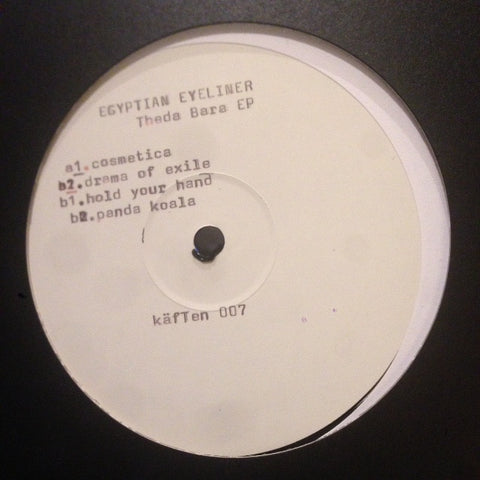 EGYPTIAN EYELINER
Theda Bara EP
a1.cosmetica
a2.drama of exile
b1.hold your hand
b2.panda koala
käfTen 007